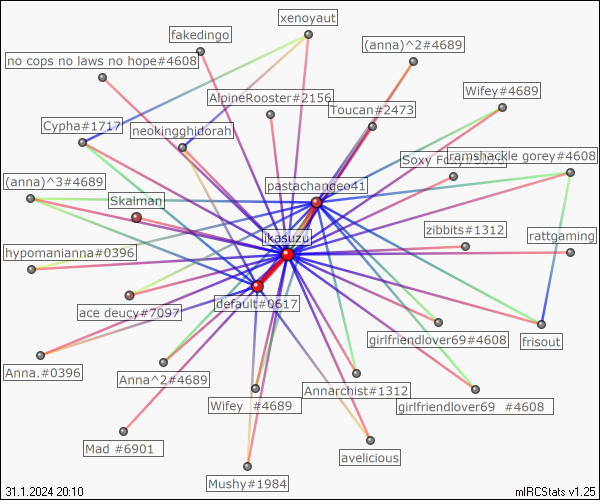 xenoyaut
fakedingo
(anna)^2#4689
no cops no laws no hope#4608
Wifey#4689
AlpineRooster#2156
Toucan#2473
Cypha#1717
neokingghidorah
Soxy Foxy
ramshackle gorey#4608
(anna)^3#4689
pastachangeo41
Skalman
ikasuzu
zibbits#1312
rattgaming
hypomanianna#0396
default#0617
ace deucy#7097
girlfriendlover69#4608
frisout
Anna.#0396
Anna^2#4689
Annarchist#1312
Wifey #4689
girlfriendlover69 #4608
Mad #6901
avelicious
Mushy#1984
31.1.2024 20:10
mIRCStats v1.25